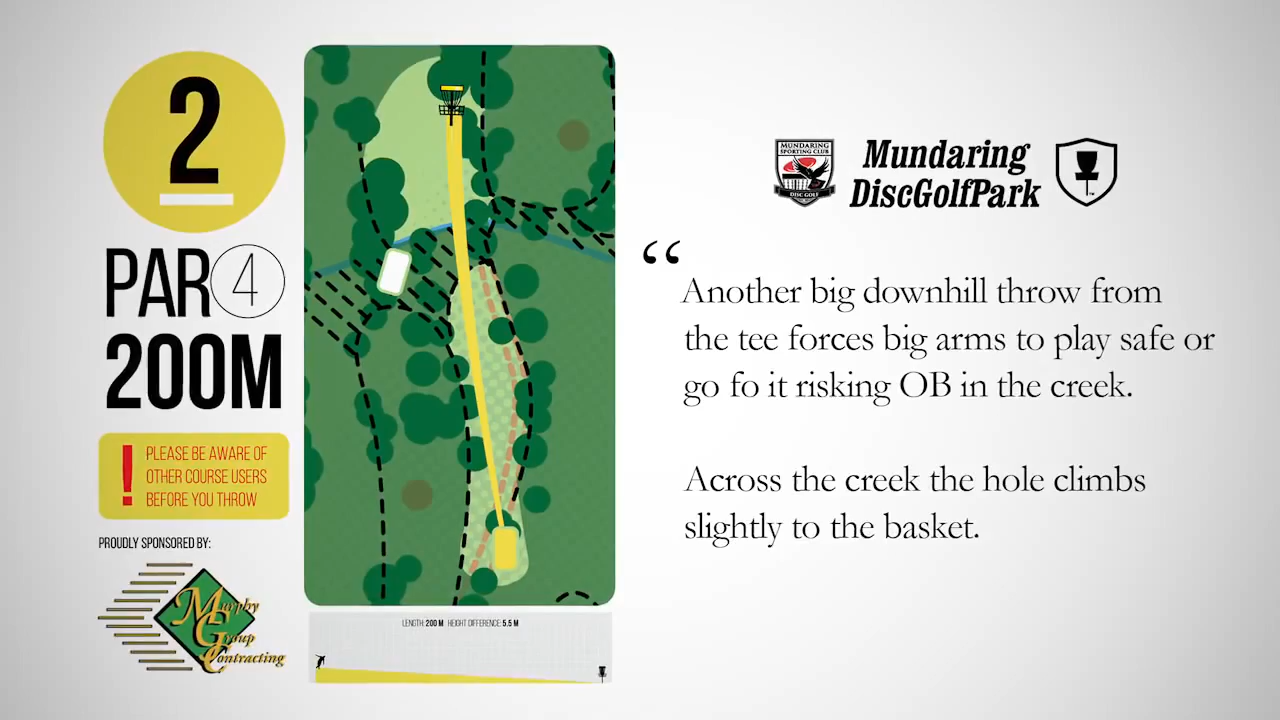 2
PAR 4
200M
! PLEASE BE AWARE OF
OTHER COURSE USERS
BEFORE YOU THROW
PROUDLY SPONSORED BY:
Murphy
Group
Contracting
LENGTH: 200 M HEIGHT DIFFERENCE: 5.5 M
MUNDARING
SPORTING CLUB
DISC GOLF
Mundaring
DiscGolfPark
TM
“
Another big downhill throw from
the tee forces big arms to play safe or
go fo it risking OB in the creek.
Across the creek the hole climbs
slightly to the basket.